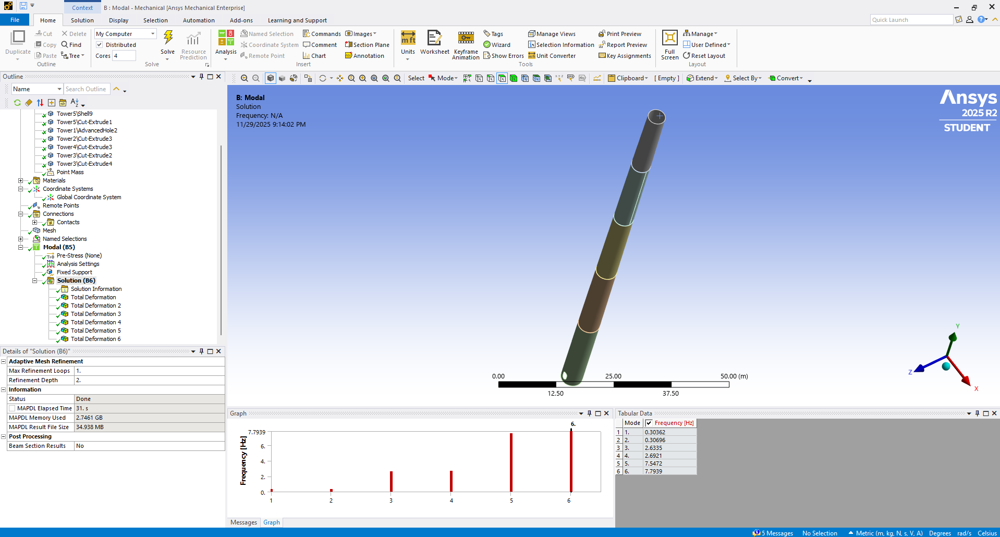 Context
B : Modal - Mechanical [Ansys Mechanical Enterprise]
File
Home
Solution
Display
Selection
Automation
Add-ons
Learning and Support
Quick Launch
Duplicate
Cut
Delete
Copy
Find
Paste
Tree
Outline
My Computer
Distributed
Cores 4
Solve
Resource Prediction
Solve
Analysis
Named Selection
Coordinate System
Remote Point
Commands
Comment
Chart
Images
Section Plane
Annotation
Insert
Units
Worksheet
Keyframe Animation
Tags
Wizard
Show Errors
Manage Views
Selection Information
Unit Converter
Print Preview
Report Preview
Key Assignments
Tools
Full Screen
Manage
User Defined
Reset Layout
Layout
Outline
Name
Search Outline
Select
Mode
Clipboard
[ Empty ]
Extend
Select By
Convert
Tower5\Shell9
Tower5\Cut-Extrude1
Tower1\AdvancedHole2
Tower2\Cut-Extrude3
Tower4\Cut-Extrude3
Tower3\Cut-Extrude2
Tower3\Cut-Extrude4
Point Mass
Materials
Coordinate Systems
Global Coordinate System
Remote Points
Connections
Contacts
Mesh
Named Selections
Modal (B5)
Pre-Stress (None)
Analysis Settings
Fixed Support
Solution (B6)
Solution Information
Total Deformation
Total Deformation 2
Total Deformation 3
Total Deformation 4
Total Deformation 5
Total Deformation 6
Details of "Solution (B6)"
Adaptive Mesh Refinement
Max Refinement Loops 1.
Refinement Depth 2.
Information
Status Done
MAPDL Elapsed Time 31. s
MAPDL Memory Used 2.7461 GB
MAPDL Result File Size 34.938 MB
Post Processing
Beam Section Results No
B: Modal
Solution
Frequency: N/A
11/29/2025 9:14:02 PM
Ansys
2025 R2
STUDENT
0.00 25.00 50.00 (m)
12.50 37.50
Y
Z
X
Graph
6.
7.7939
6.
4.
2.
0.
Frequency [Hz]
1 2 3 4 5 6
Messages Graph
Tabular Data
Mode Frequency [Hz]
1 1. 0.30362
2 2. 0.30696
3 3. 2.6335
4 4. 2.6921
5 5. 7.5472
6 6. 7.7939
5 Messages
No Selection
Metric (m, kg, N, s, V, A)
Degrees
rad/s
Celsius